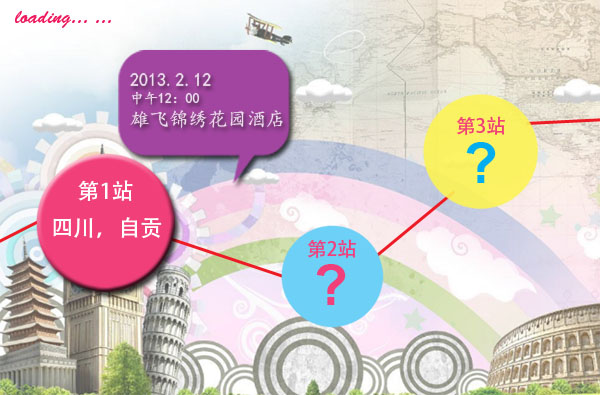 loading... ...
2013.2.12
中午12：00
雄飞锦绣花园酒店
第1站
四川，自贡
第2站
?
第3站
?